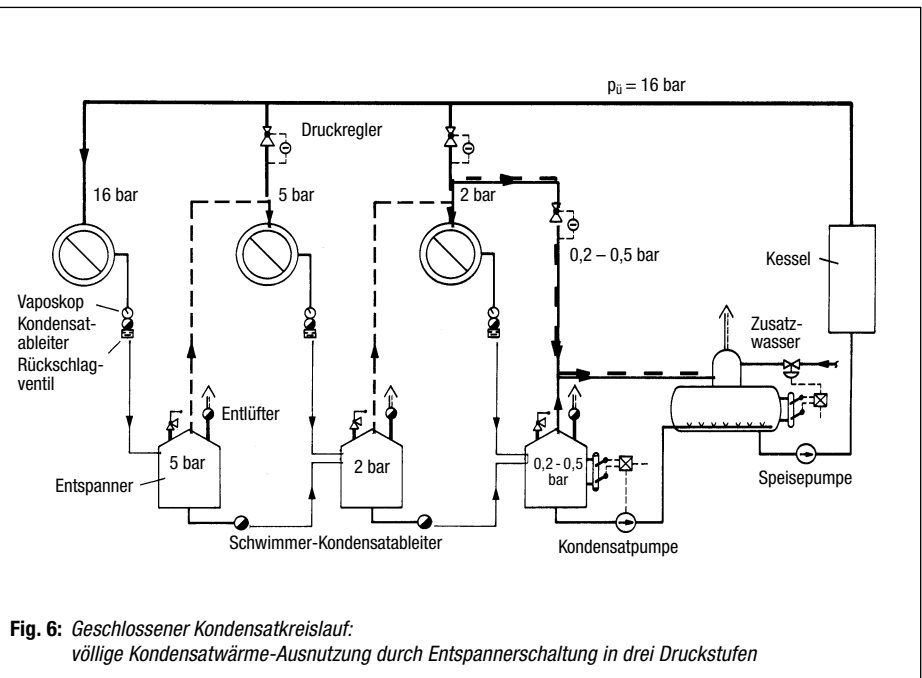 pü = 16 bar
Druckregler
16 bar
5 bar
2 bar
0,2 – 0,5 bar
Kessel
Vaposkop
Kondensat-
ableiter
Rückschlag-
ventil
Zusatz-
wasser
Entlüfter
5 bar
2 bar
0,2 - 0,5
bar
Entspanner
Speisepumpe
Schwimmer-Kondensatableiter
Kondensatpumpe
Fig. 6: Geschlossener Kondensatkreislauf:
völlige Kondensatwärme-Ausnutzung durch Entspannerschaltung in drei Druckstufen